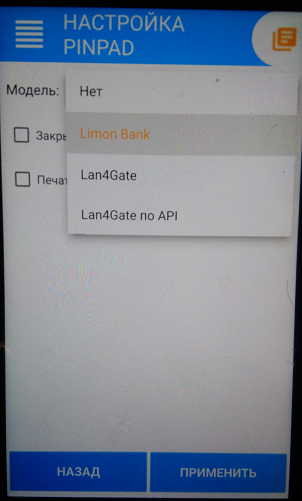 НАСТРОЙКА
PINPAD
Модель: Нет
Limon Bank
Закры
Lan4Gate
Печат
Lan4Gate по API
НАЗАД ПРИМЕНИТЬ